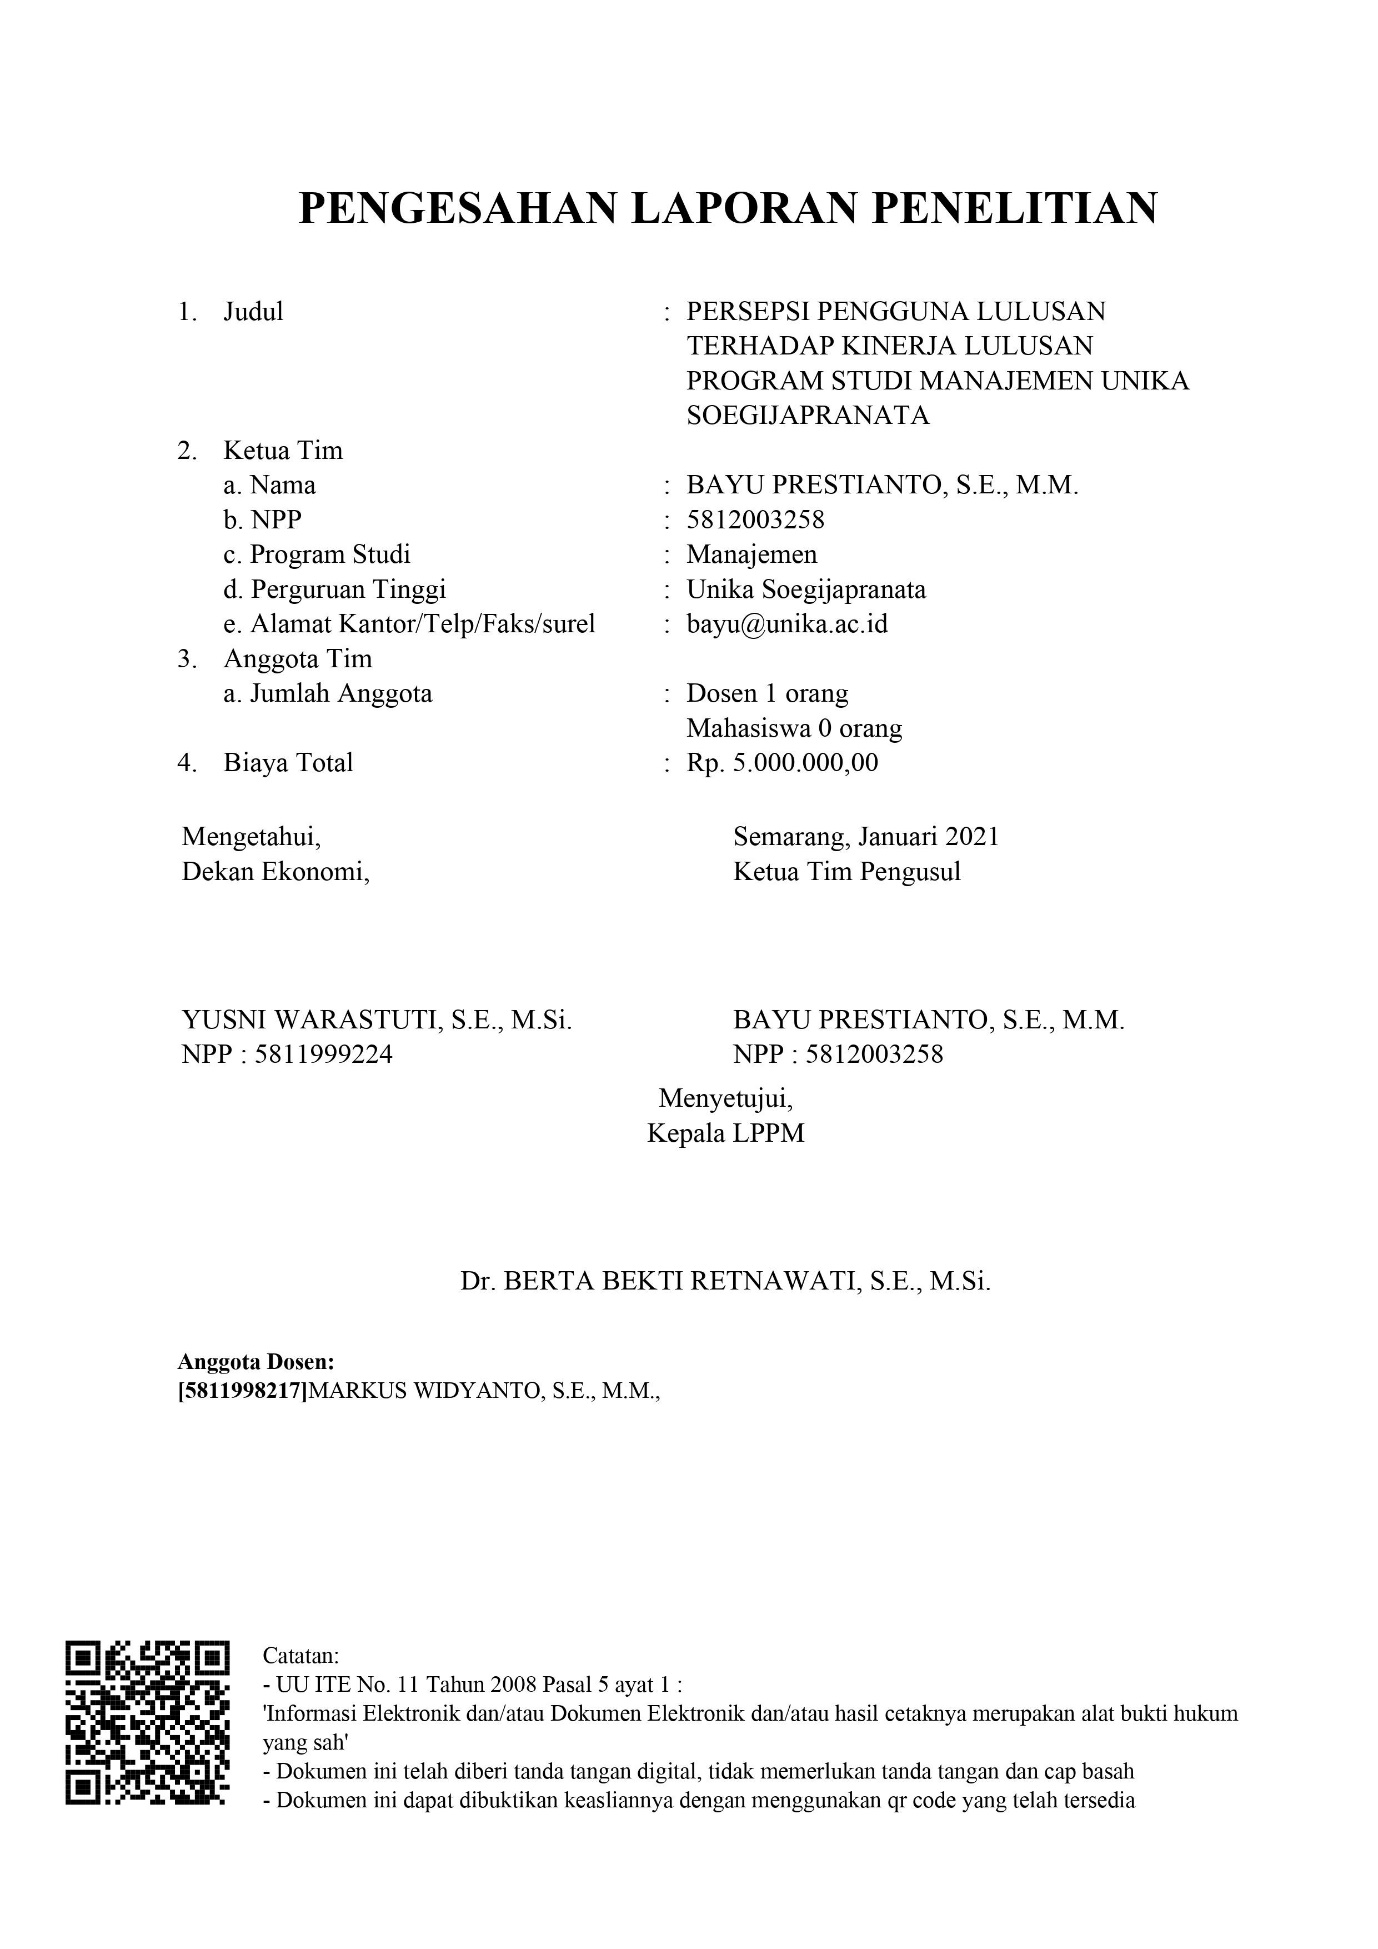 PENGESAHAN LAPORAN PENELITIAN
1. Judul : PERSEPSI PENGGUNA LULUSAN
TERHADAP KINERJA LULUSAN
PROGRAM STUDI MANAJEMEN UNIKA
SOEGIJAPRANATA
2. Ketua Tim
a. Nama : BAYU PRESTIANTO, S.E., M.M.
b. NPP : 5812003258
c. Program Studi : Manajemen
d. Perguruan Tinggi : Unika Soegijapranata
e. Alamat Kantor/Telp/Faks/surel : bayu@unika.ac.id
3. Anggota Tim
a. Jumlah Anggota : Dosen 1 orang
Mahasiswa 0 orang
4. Biaya Total : Rp. 5.000.000,00
Mengetahui, Semarang, Januari 2021
Dekan Ekonomi, Ketua Tim Pengusul
YUSNI WARASTUTI, S.E., M.Si. BAYU PRESTIANTO, S.E., M.M.
NPP : 5811999224 NPP : 5812003258
Menyetujui,
Kepala LPPM
Dr. BERTA BEKTI RETNAWATI, S.E., M.Si.
Anggota Dosen:
[5811998217]MARKUS WIDYANTO, S.E., M.M.,
Catatan:
- UU ITE No. 11 Tahun 2008 Pasal 5 ayat 1 :
'Informasi Elektronik dan/atau Dokumen Elektronik dan/atau hasil cetaknya merupakan alat bukti hukum
yang sah'
- Dokumen ini telah diberi tanda tangan digital, tidak memerlukan tanda tangan dan cap basah
- Dokumen ini dapat dibuktikan keasliannya dengan menggunakan qr code yang telah tersedia